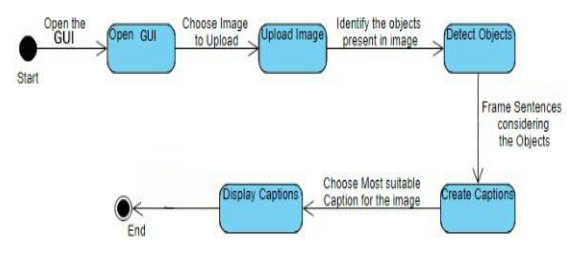 Open the
GUI
Start
Open GUI
Choose Image
to Upload
Upload Image
Identify the objects
present in image
Detect Objects
Frame Sentences
considering
the Objects
Create Captions
Choose Most suitable
Caption for the image
Display Captions
End